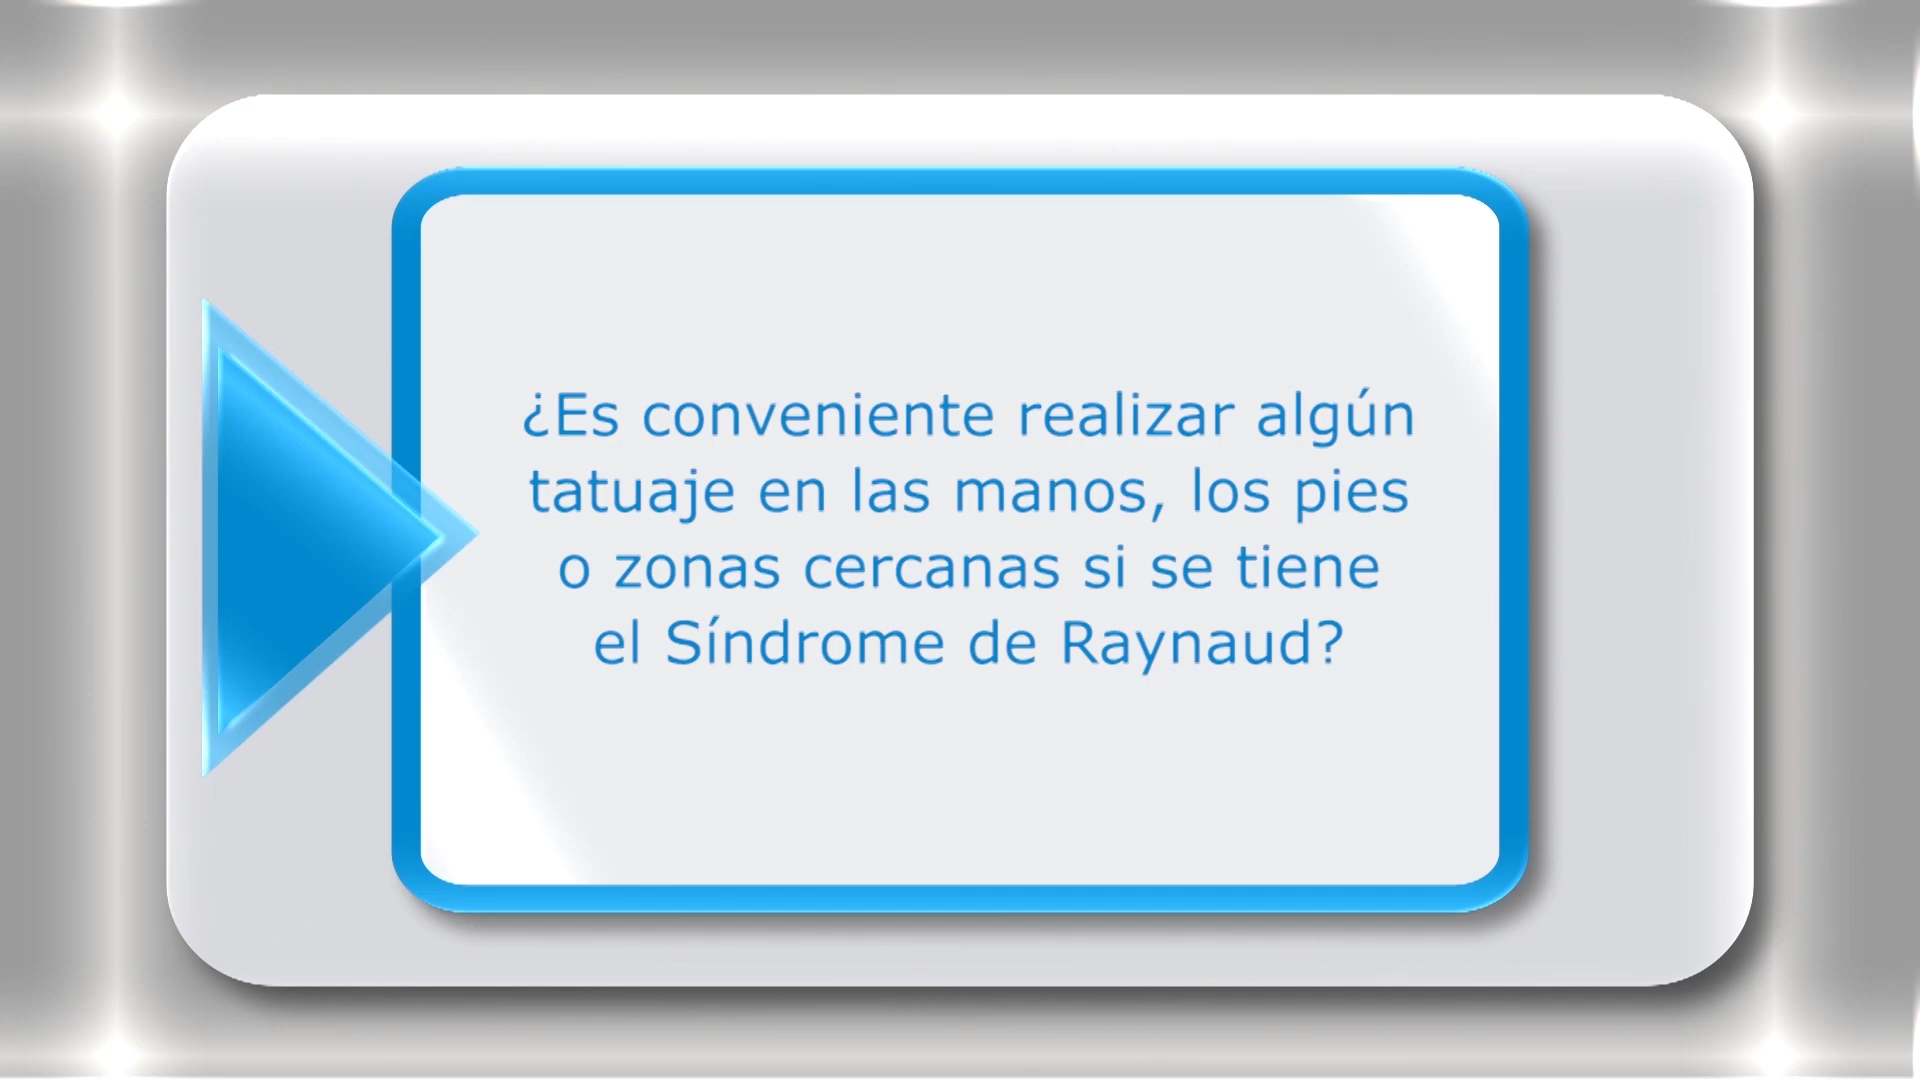 ¿Es conveniente realizar algún
tatuaje en las manos, los pies
o zonas cercanas si se tiene
el Síndrome de Raynaud?